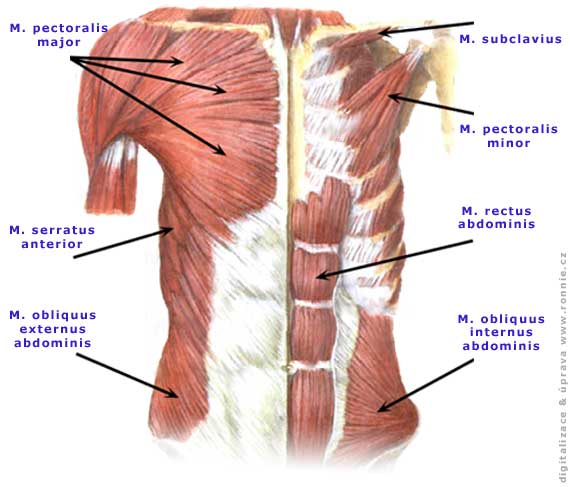 M. pectoralis
major
M. subclavius
M. pectoralis
minor
M. serratus
anterior
M. rectus
abdominis
M. obliquus
externus
abdominis
M. obliquus
internus
abdominis
digitalizace & úprava www.ronnie.cz